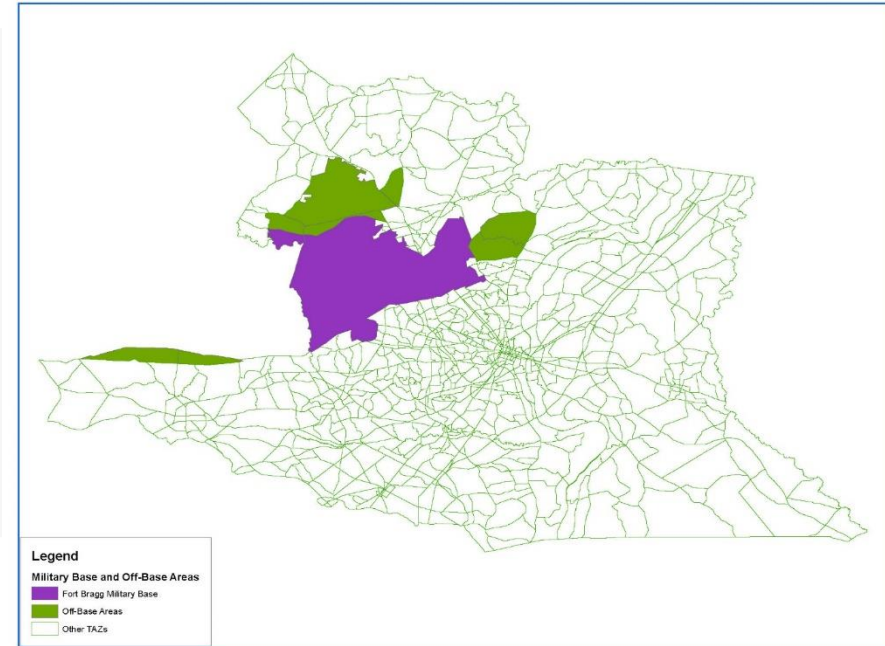 Legend
Military Base and Off-Base Areas
Fort Bragg Military Base
Off-Base Areas
Other TAZs